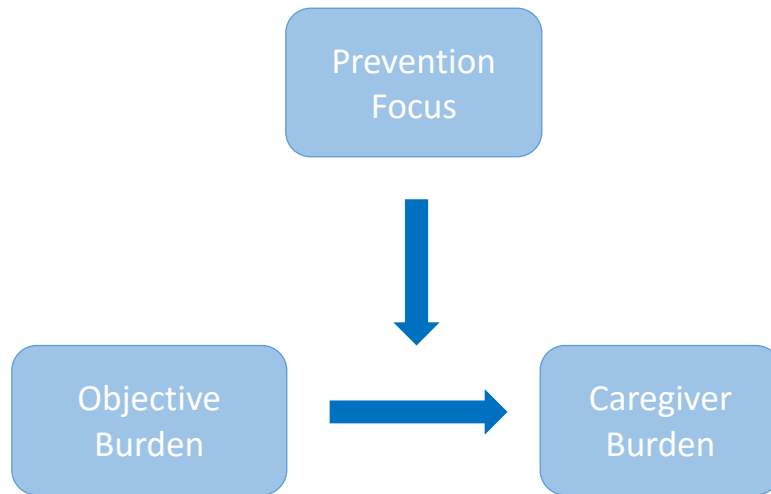 Prevention
Focus
Objective
Burden
Caregiver
Burden